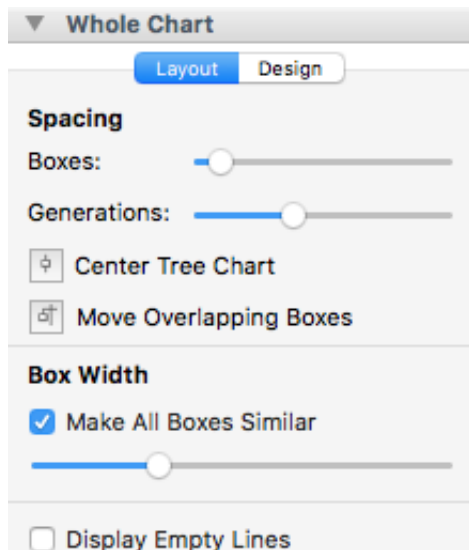 Whole Chart
Layout Design
Spacing
Boxes:
Generations:
Center Tree Chart
Move Overlapping Boxes
Box Width
Make All Boxes Similar
Display Empty Lines